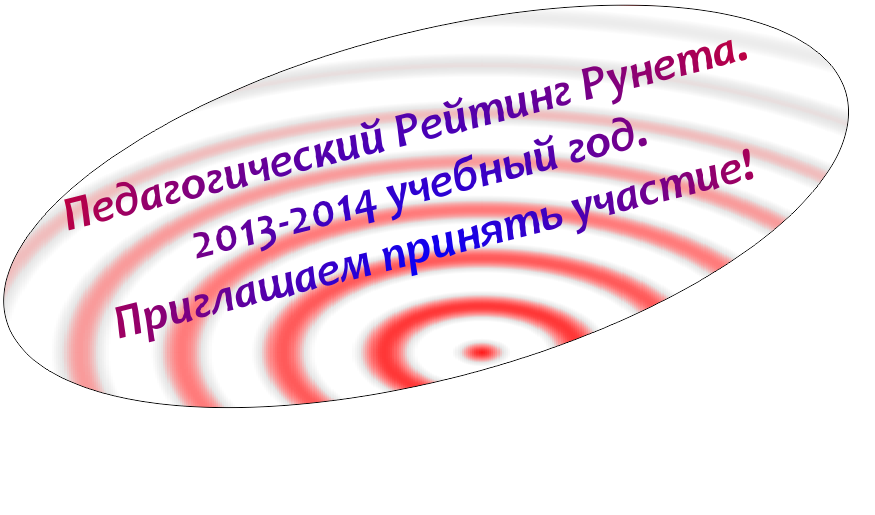 Педагогический Рейтинг Рунета.
2013-2014 учебный год.
Приглашаем принять участие!